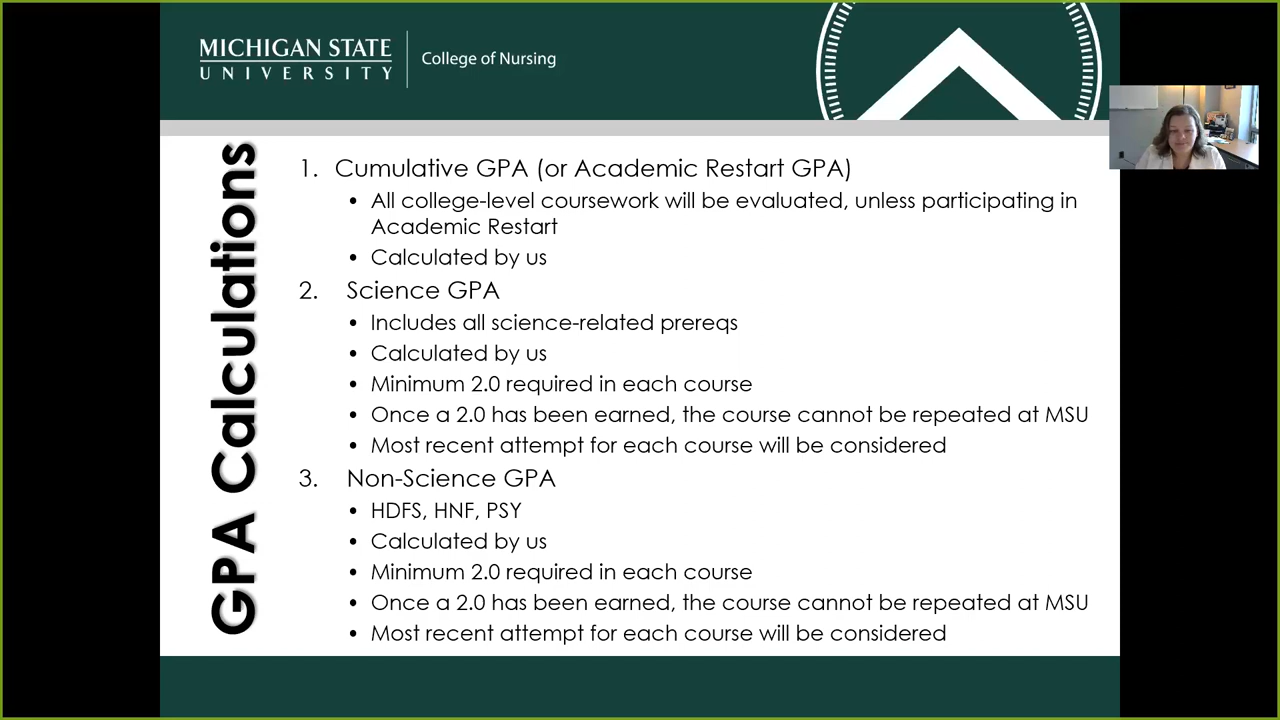 MICHIGAN STATE
UNIVERSITY
College of Nursing
GPA Calculations
1. Cumulative GPA (or Academic Restart GPA)
• All college-level coursework will be evaluated, unless participating in
Academic Restart
• Calculated by us
2. Science GPA
• Includes all science-related prereqs
• Calculated by us
• Minimum 2.0 required in each course
• Once a 2.0 has been earned, the course cannot be repeated at MSU
• Most recent attempt for each course will be considered
3. Non-Science GPA
• HDFS, HNF, PSY
• Calculated by us
• Minimum 2.0 required in each course
• Once a 2.0 has been earned, the course cannot be repeated at MSU
• Most recent attempt for each course will be considered